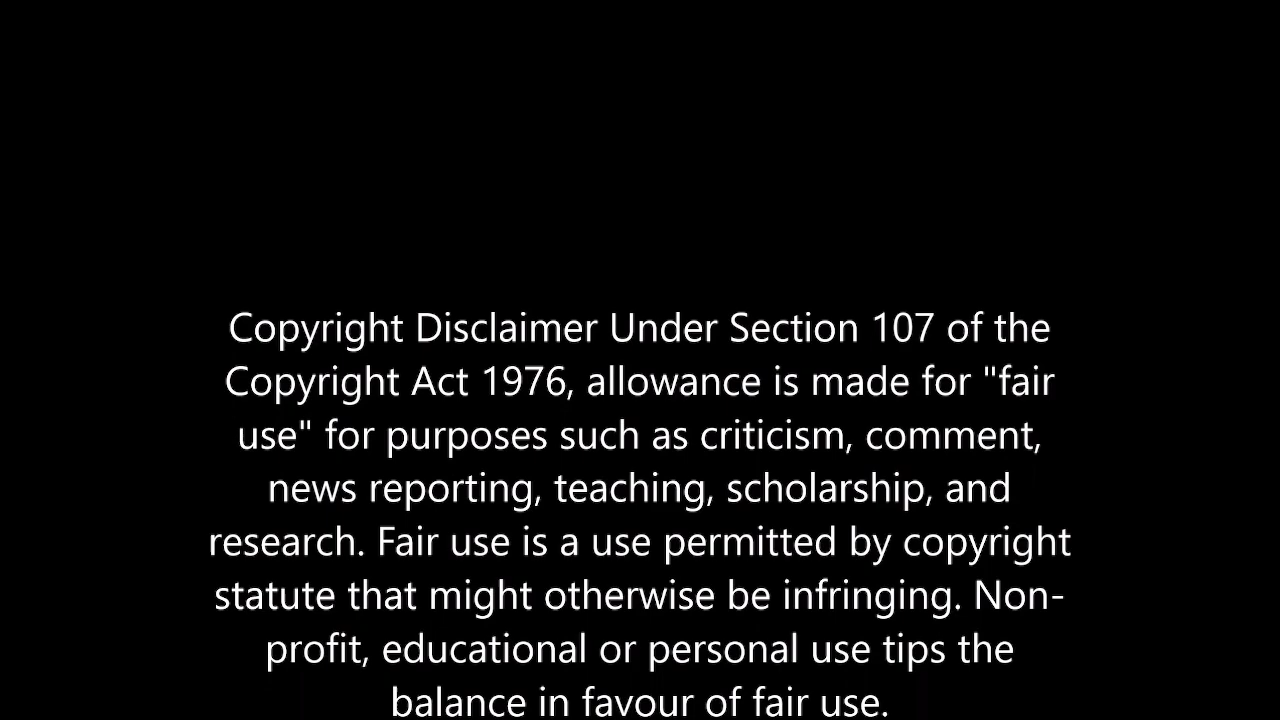 Copyright Disclaimer Under Section 107 of the
Copyright Act 1976, allowance is made for "fair
use" for purposes such as criticism, comment,
news reporting, teaching, scholarship, and
research. Fair use is a use permitted by copyright
statute that might otherwise be infringing. Non-
profit, educational or personal use tips the
balance in favour of fair use.